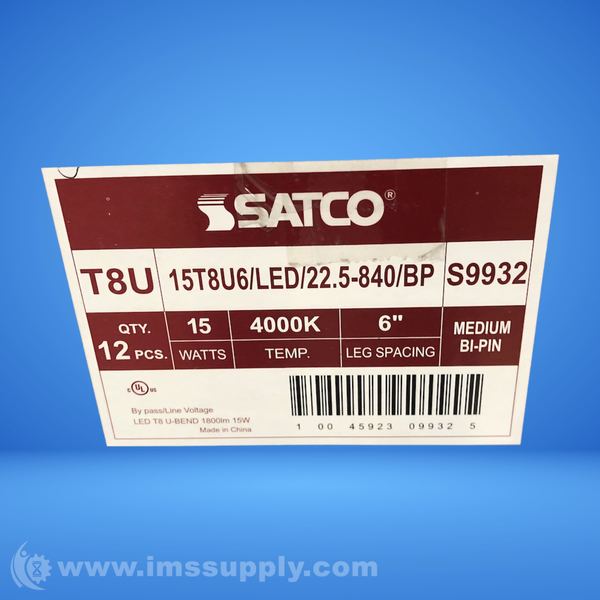 SATCO®
T8U 15T8U6/LED/22.5-840/BP S9932
QTY. 12 PCS.
15 WATTS
4000K TEMP.
6" LEG SPACING
MEDIUM
BI-PIN
c UL us
By pass/Line Voltage
LED T8 U-BEND 1800lm 15W
Made in China
1 00 45923 09932 5
www.imssupply.com